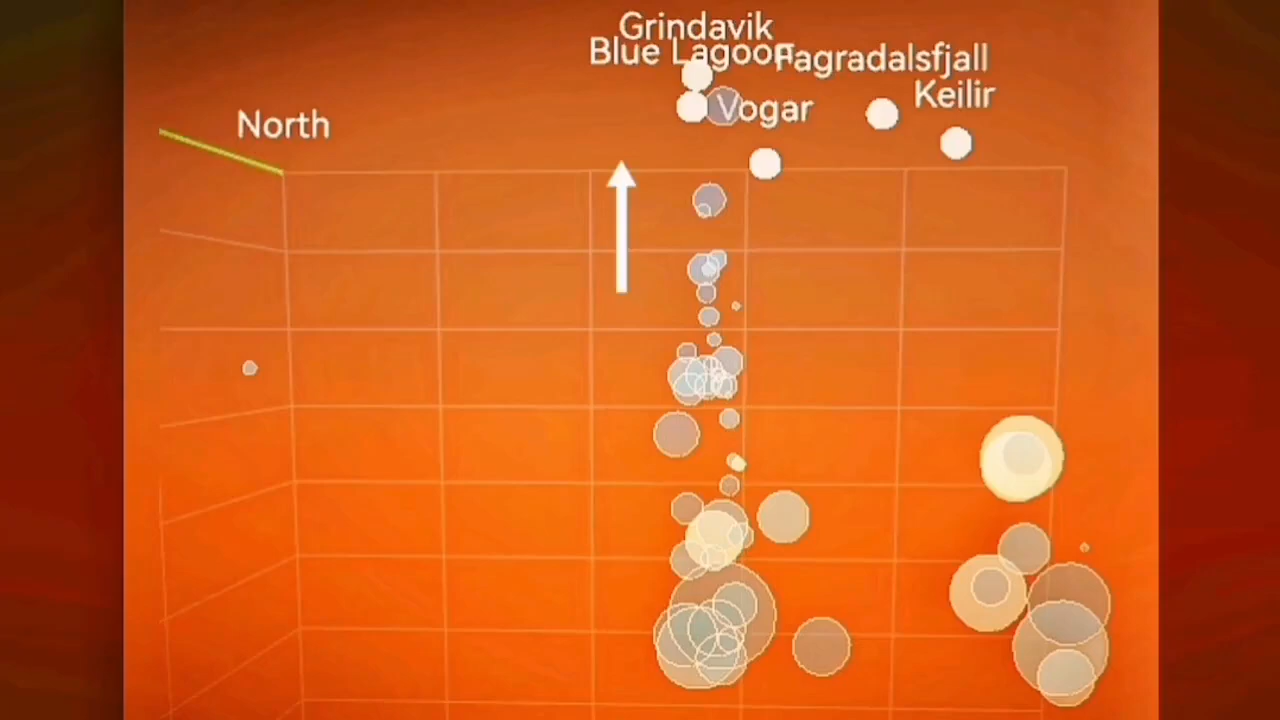 Grindavik
Blue Lagoon
Fagradalsfjall
Keilir
Vogar
North